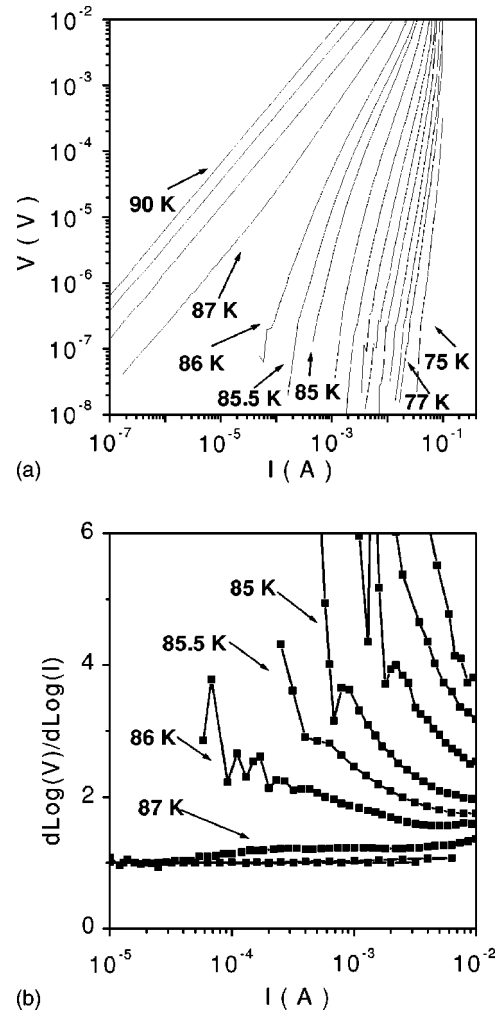 10⁻²
10⁻³
10⁻⁴
10⁻⁵
10⁻⁶
10⁻⁷
10⁻⁸
V ( V )
90 K
87 K
86 K
85.5 K
85 K
77 K
75 K
10⁻⁷ 10⁻⁵ 10⁻³ 10⁻¹
(a) I ( A )
6
4
2
0
dLog(V)/dLog(I)
85 K
85.5 K
86 K
87 K
10⁻⁵ 10⁻⁴ 10⁻³ 10⁻²
(b) I ( A )